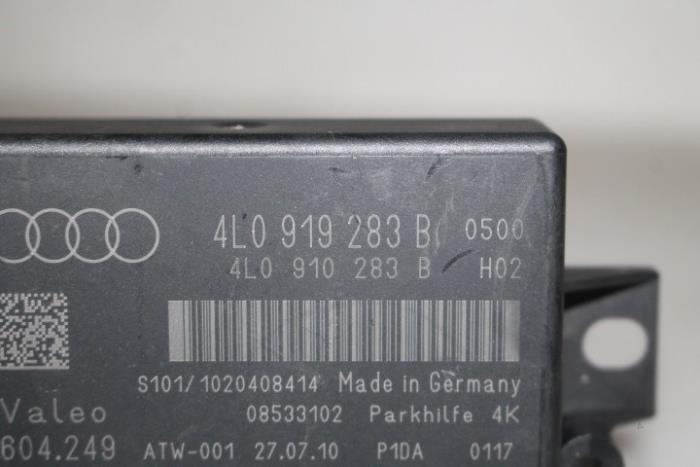 4L0 919 283 B 0500
4L0 910 283 B H02
S101/1020408414 Made in Germany
Valeo 08533102 Parkhilfe 4K
604.249 ATW-001 27.07.10 P1DA 0117